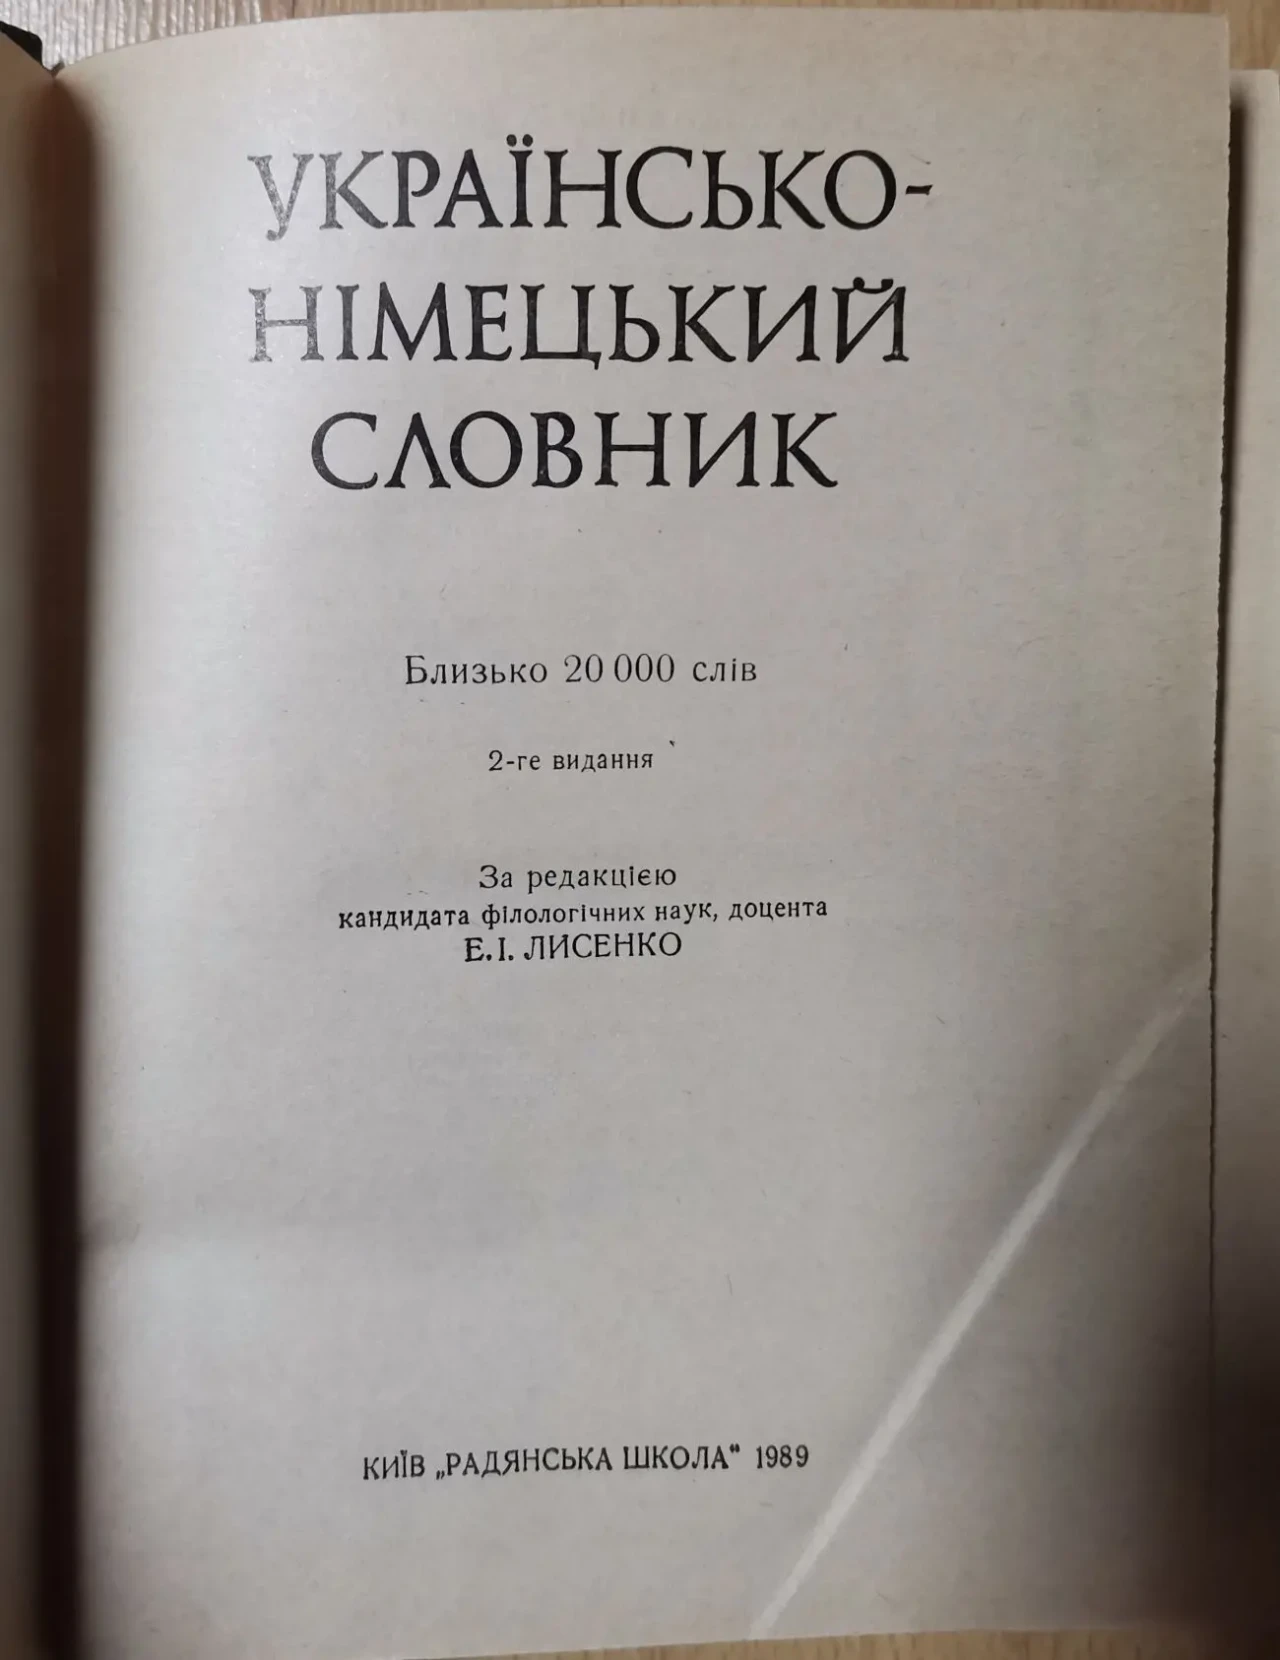 УКРАЇНСЬКО-
НІМЕЦЬКИЙ
СЛОВНИК
Близько 20 000 слів
2-ге видання
За редакцією
кандидата філологічних наук, доцента
Е. І. ЛИСЕНКО
КИЇВ „РАДЯНСЬКА ШКОЛА“ 1989